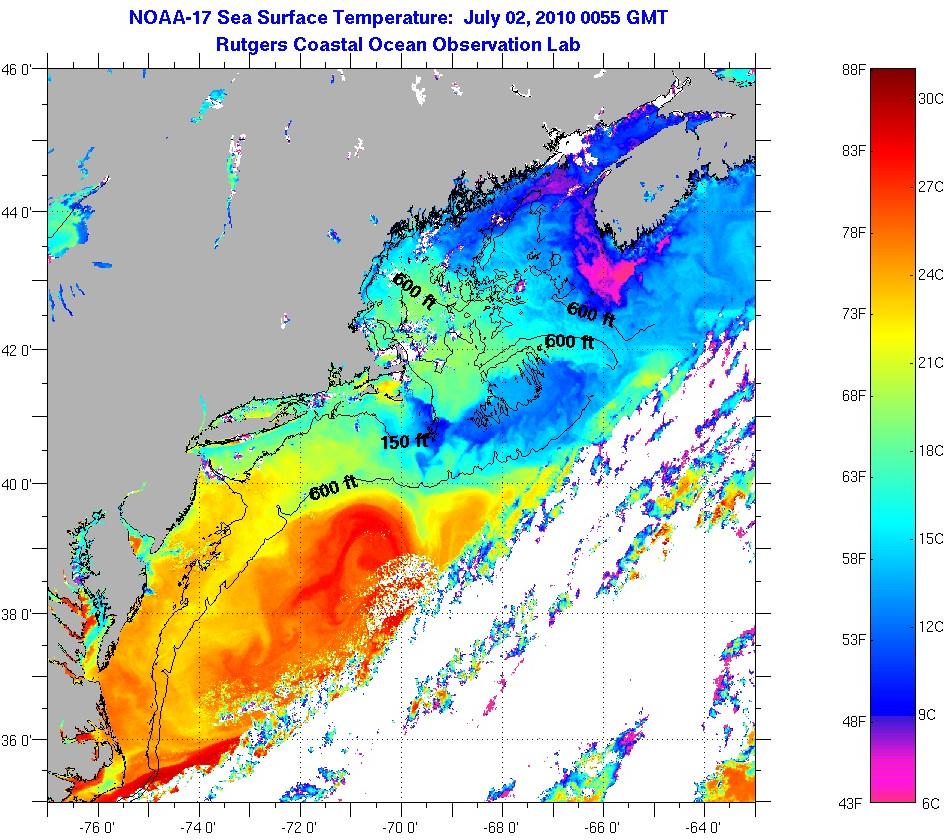 NOAA-17 Sea Surface Temperature: July 02, 2010 0055 GMT
Rutgers Coastal Ocean Observation Lab
46 0'
44 0'
42 0'
40 0'
38 0'
36 0'
600 ft
600 ft
600 ft
150 ft
600 ft
-76 0'
-74 0'
-72 0'
-70 0'
-68 0'
-66 0'
-64 0'
88F
83F
78F
73F
68F
63F
58F
53F
48F
43F
30C
27C
24C
21C
18C
15C
12C
9C
6C